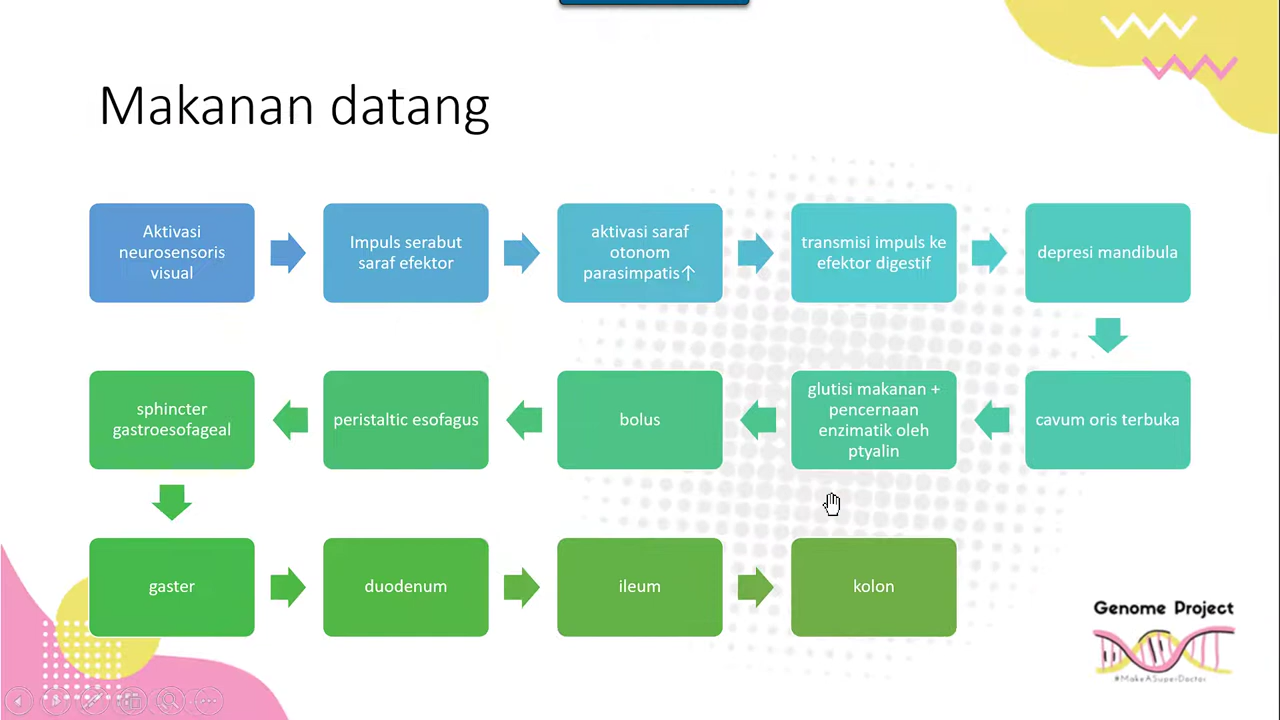 Makanan datang
Aktivasi
neurosensoris
visual
Impuls serabut
saraf efektor
aktivasi saraf
otonom
parasimpatis↑
transmisi impuls ke
efektor digestif
depresi mandibula
cavum oris terbuka
glutisi makanan +
pencernaan
enzimatik oleh
ptyalin
bolus
peristaltic esofagus
sphincter
gastroesofageal
gaster
duodenum
ileum
kolon
Genome Project
#MakeASuperDoctor